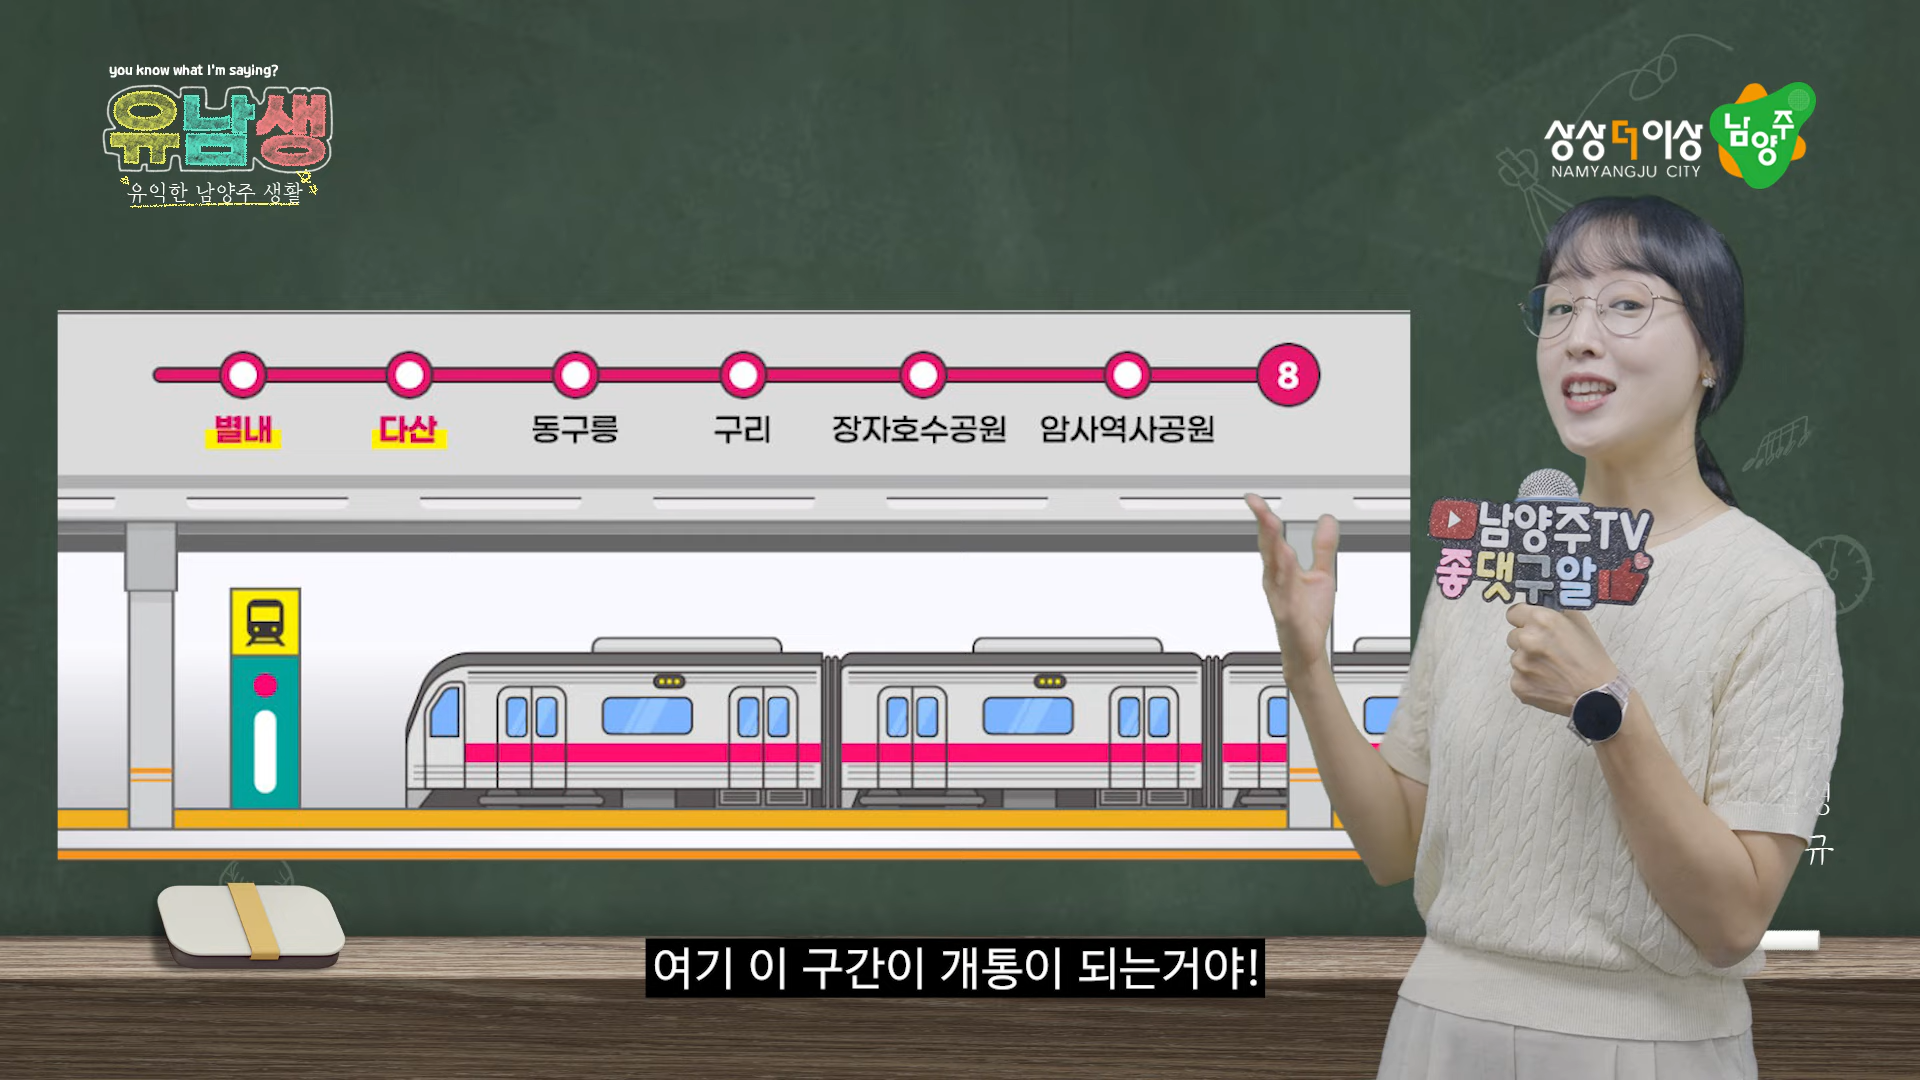 you know what I'm saying?
유남생
유익한 남양주 생활
상상더이상
NAMYANGJU CITY
남양주
8
별내
다산
동구릉
구리
장자호수공원
암사역사공원
남양주TV
좋댓구알
규
여기 이 구간이 개통이 되는거야!